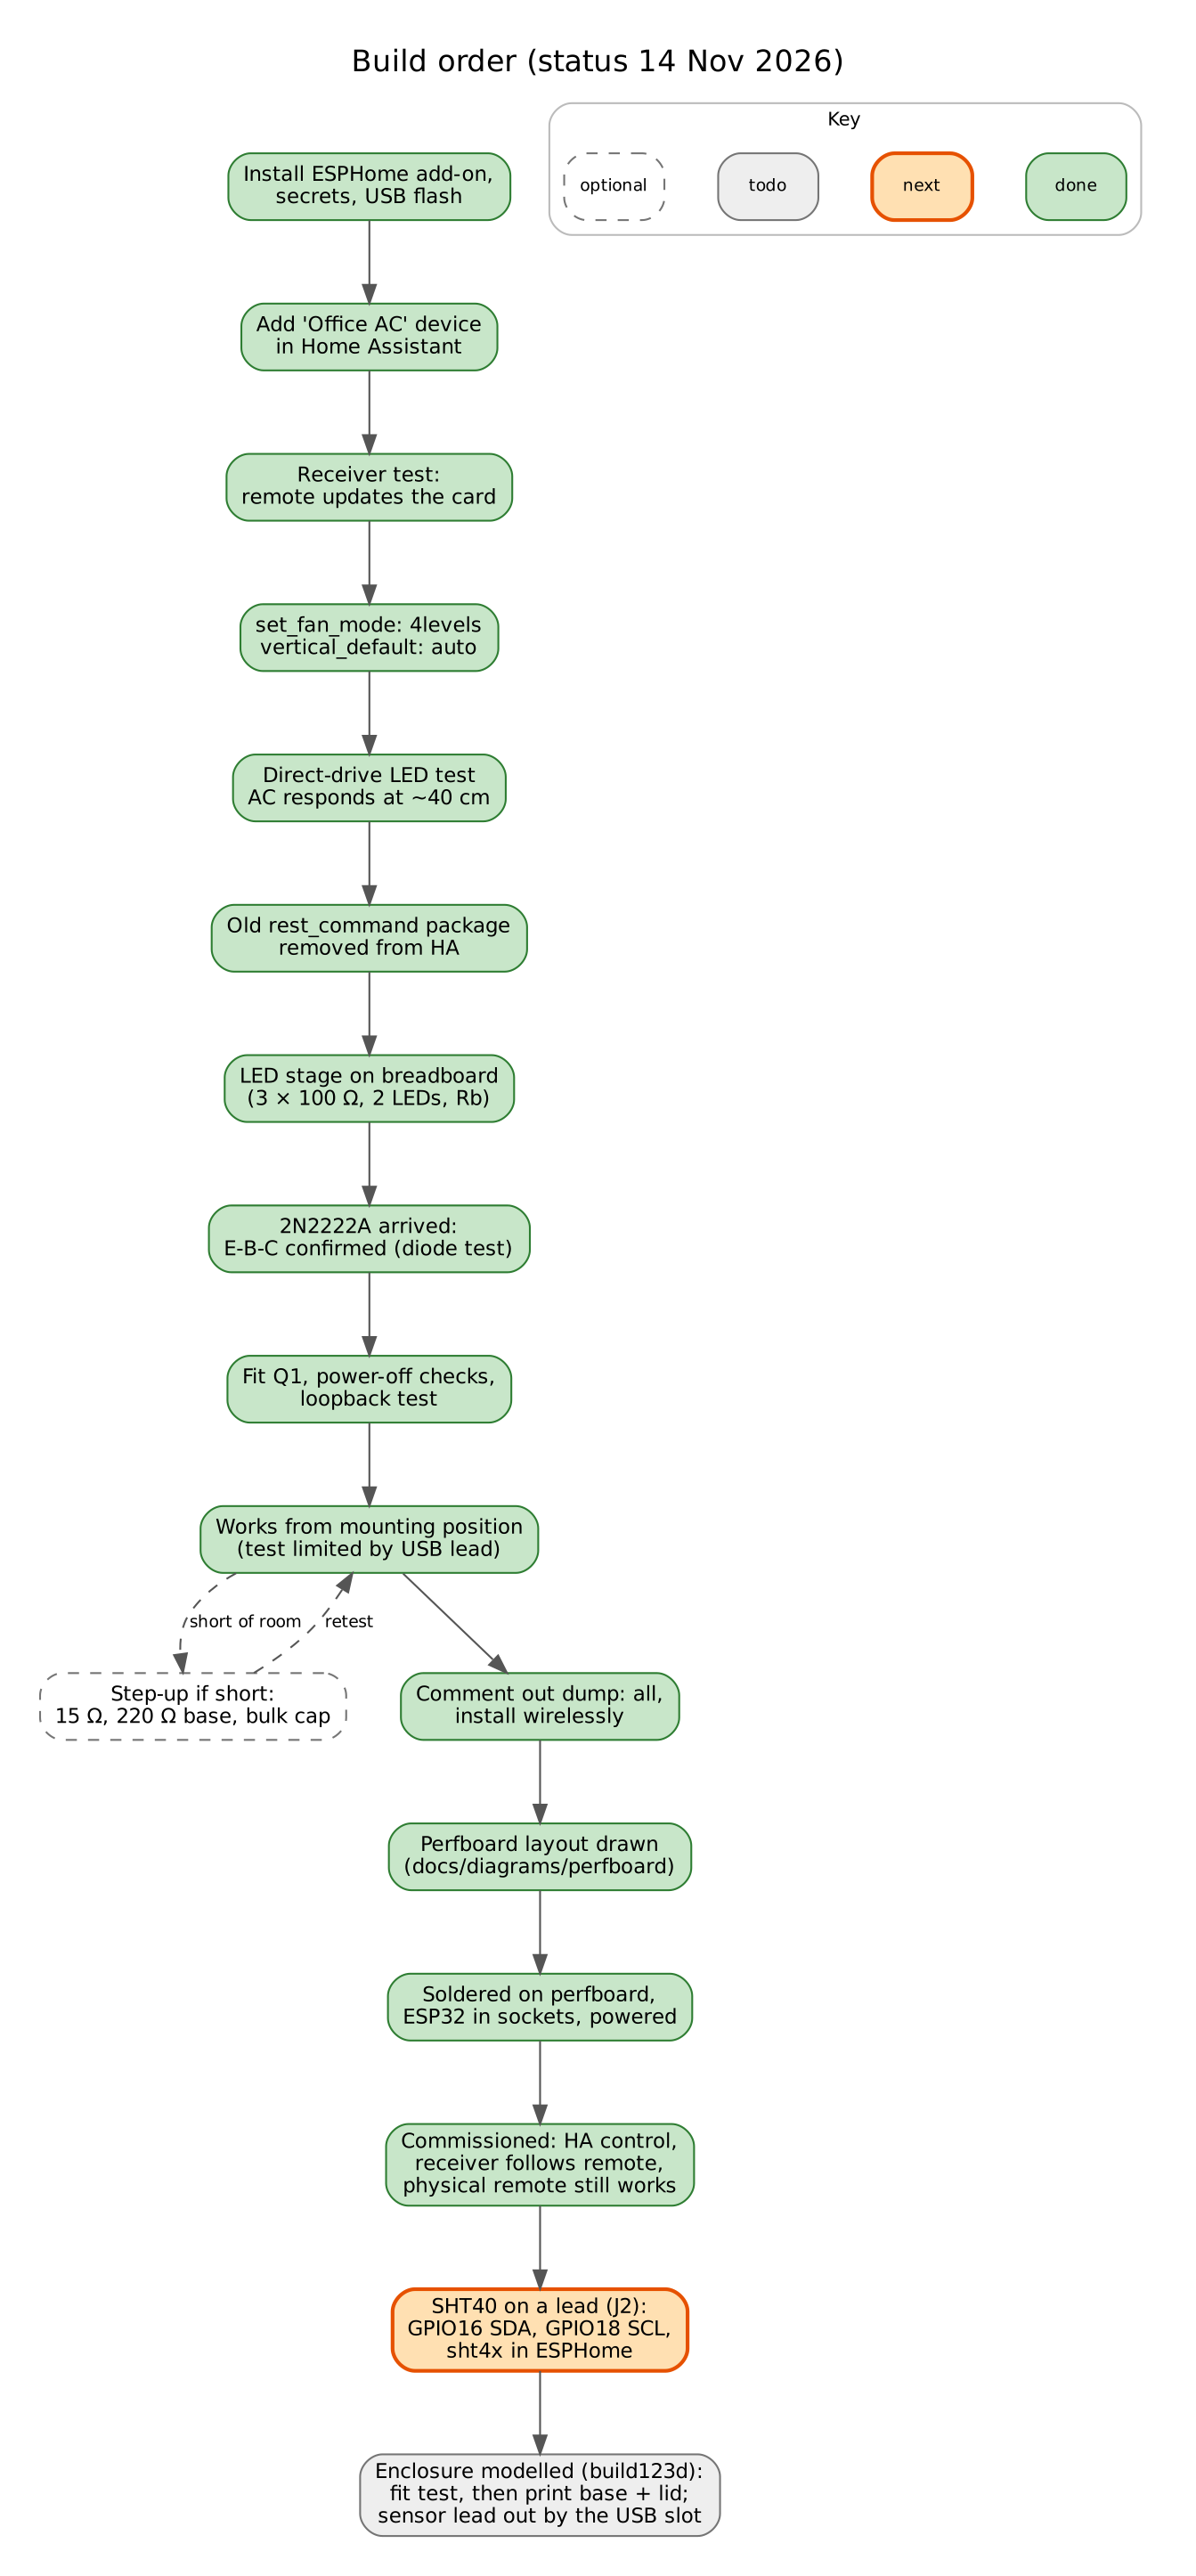 Build order (status 14 Nov 2026)
Key
optional
todo
next
done
Install ESPHome add-on,
secrets, USB flash
Add 'Office AC' device
in Home Assistant
Receiver test:
remote updates the card
set_fan_mode: 4levels
vertical_default: auto
Direct-drive LED test
AC responds at ~40 cm
Old rest_command package
removed from HA
LED stage on breadboard
(3 × 100 Ω, 2 LEDs, Rb)
2N2222A arrived:
E-B-C confirmed (diode test)
Fit Q1, power-off checks,
loopback test
Works from mounting position
(test limited by USB lead)
short of room
retest
Step-up if short:
15 Ω, 220 Ω base, bulk cap
Comment out dump: all,
install wirelessly
Perfboard layout drawn
(docs/diagrams/perfboard)
Soldered on perfboard,
ESP32 in sockets, powered
Commissioned: HA control,
receiver follows remote,
physical remote still works
SHT40 on a lead (J2):
GPIO16 SDA, GPIO18 SCL,
sht4x in ESPHome
Enclosure modelled (build123d):
fit test, then print base + lid;
sensor lead out by the USB slot